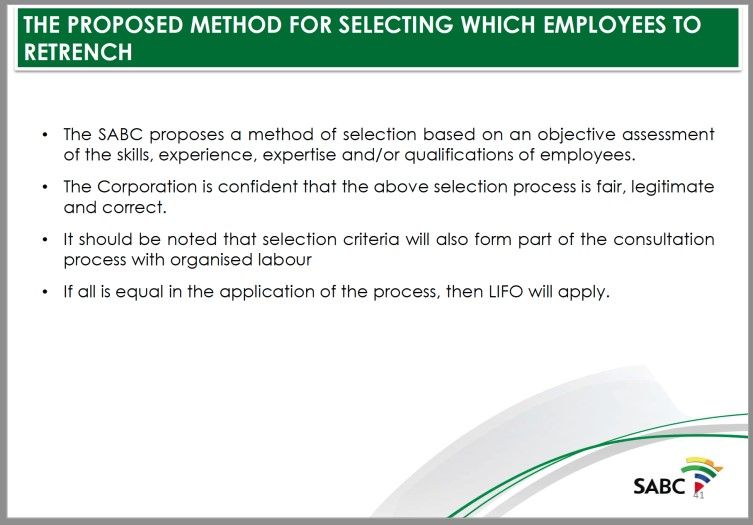 THE PROPOSED METHOD FOR SELECTING WHICH EMPLOYEES TO
RETRENCH
• The SABC proposes a method of selection based on an objective assessment
of the skills, experience, expertise and/or qualifications of employees.
• The Corporation is confident that the above selection process is fair, legitimate
and correct.
• It should be noted that selection criteria will also form part of the consultation
process with organised labour
• If all is equal in the application of the process, then LIFO will apply.
SABC
41